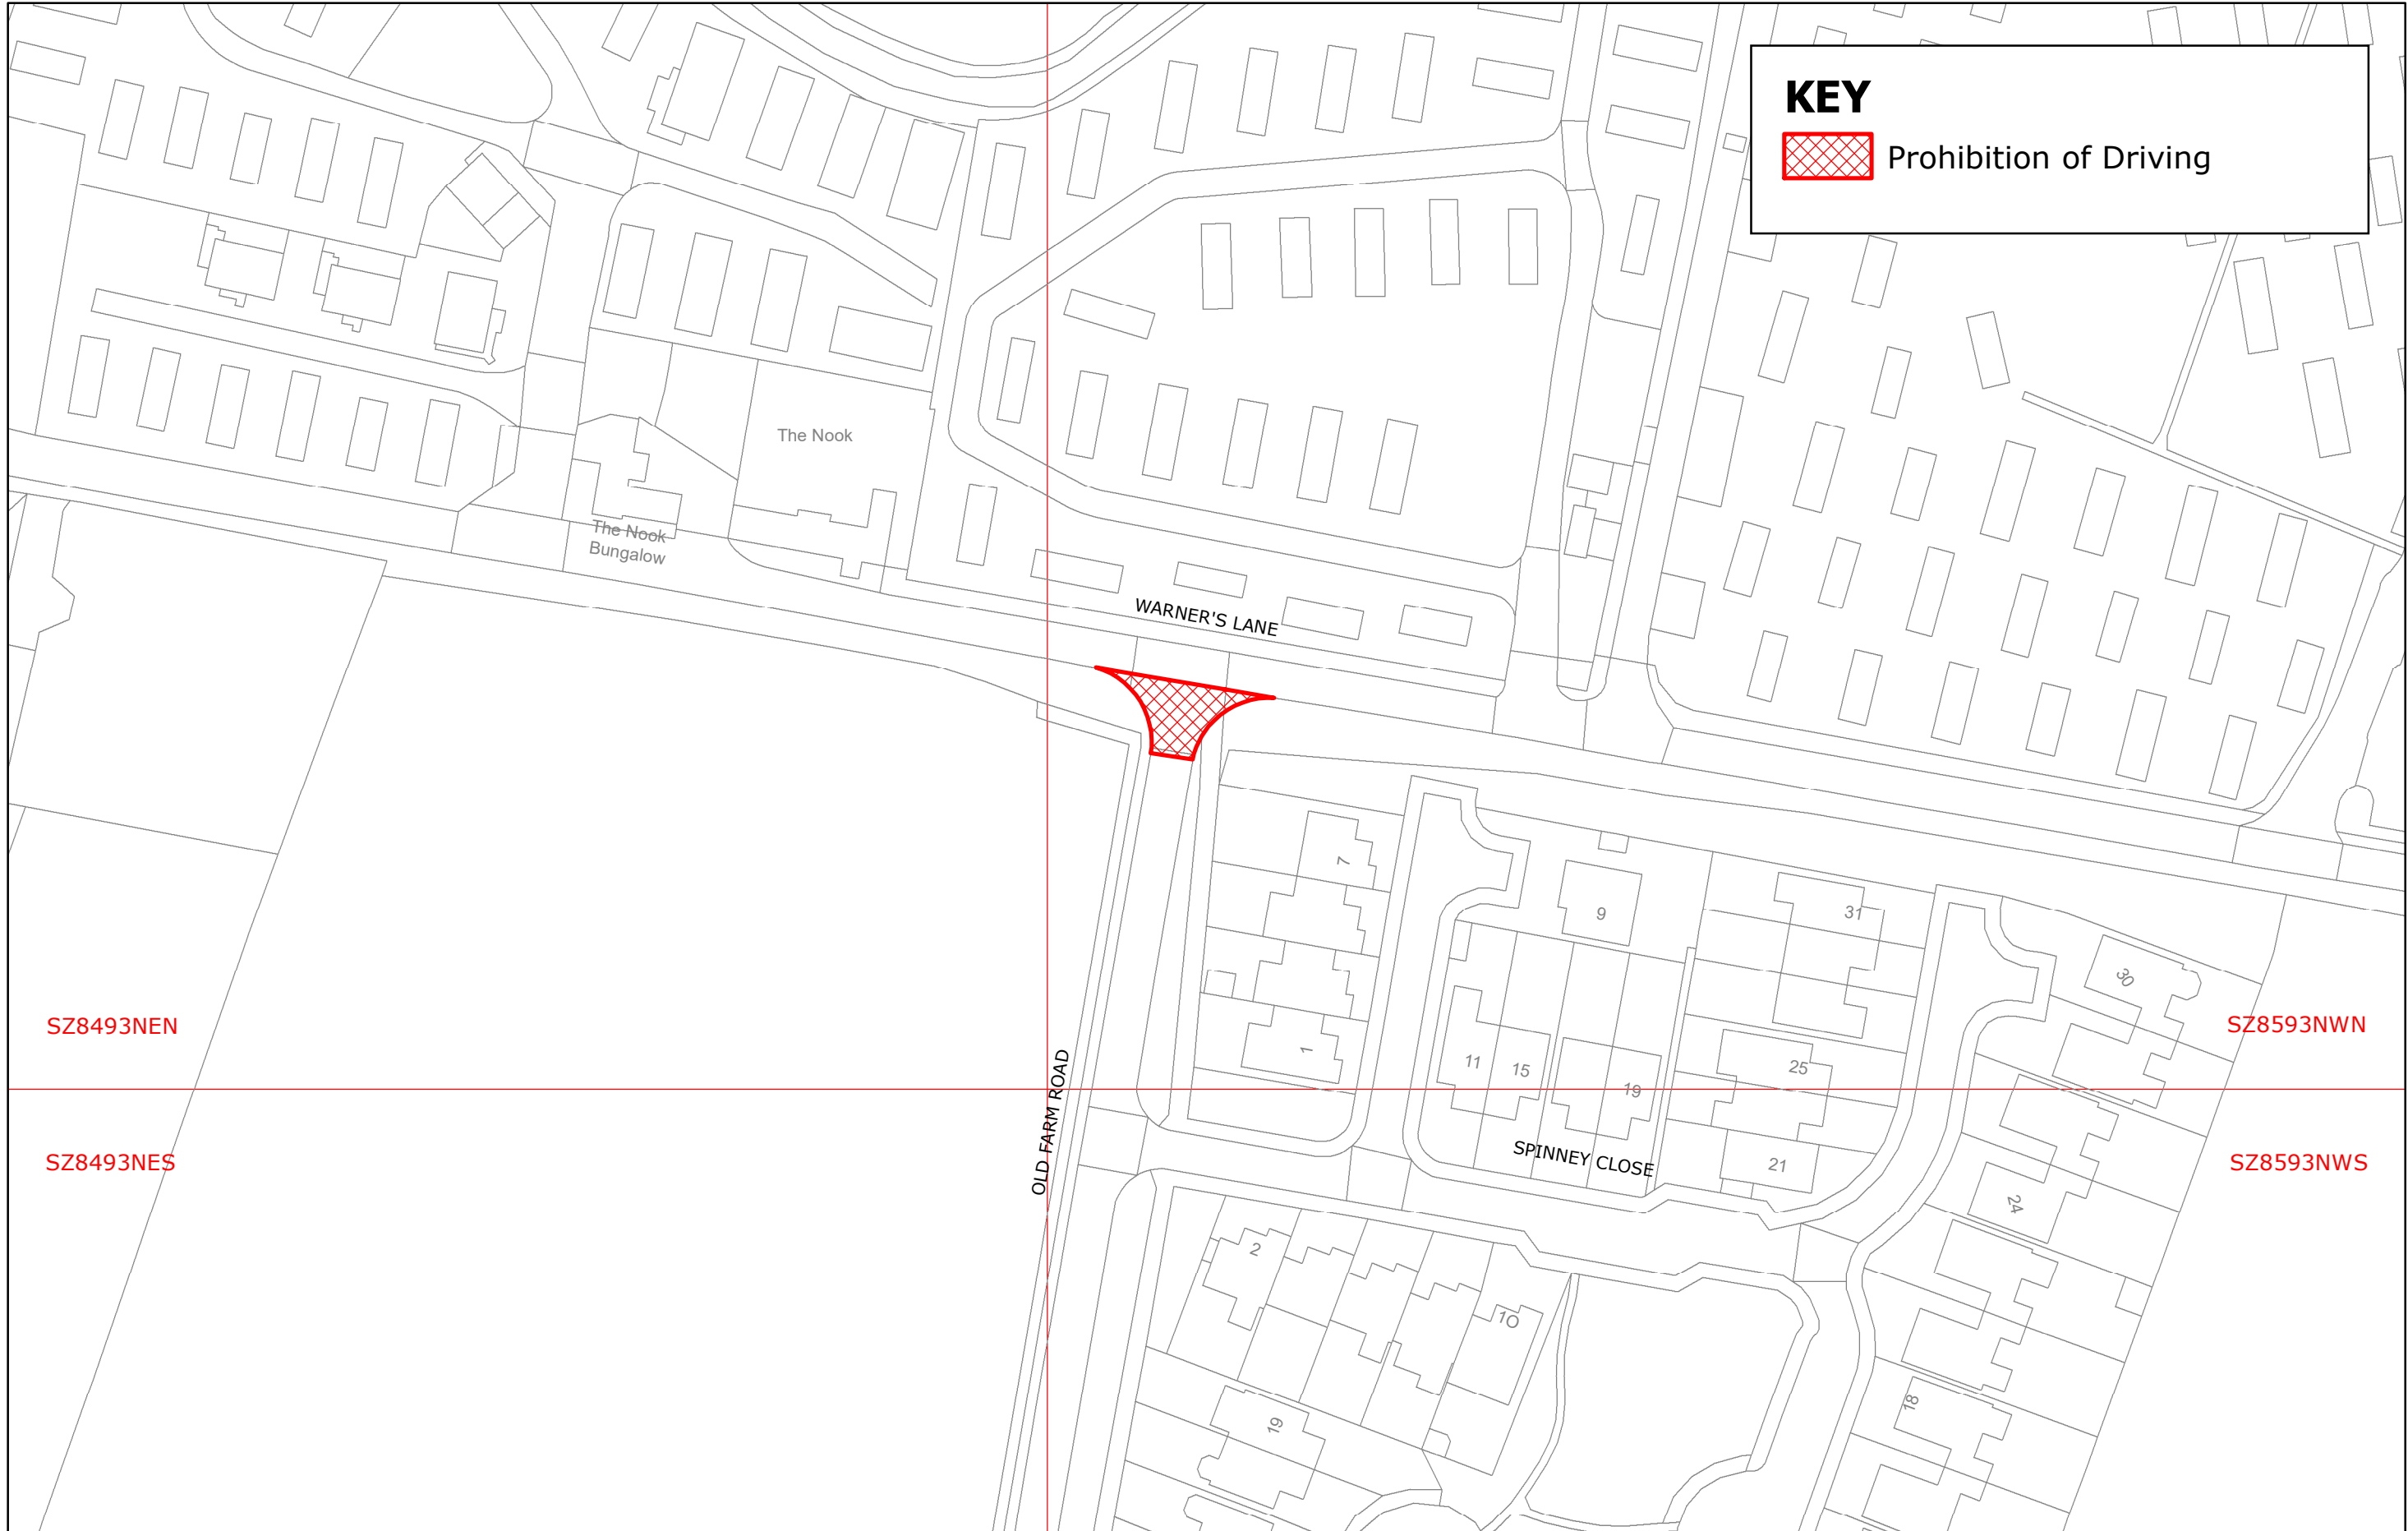 KEY
Prohibition of Driving
The Nook
The Nook
Bungalow
WARNER'S LANE
7
9
31
30
SZ8493NEN
SZ8593NWN
1
11
15
19
25
OLD FARM ROAD
SZ8493NES
SPINNEY CLOSE
21
SZ8593NWS
24
2
10
18
19